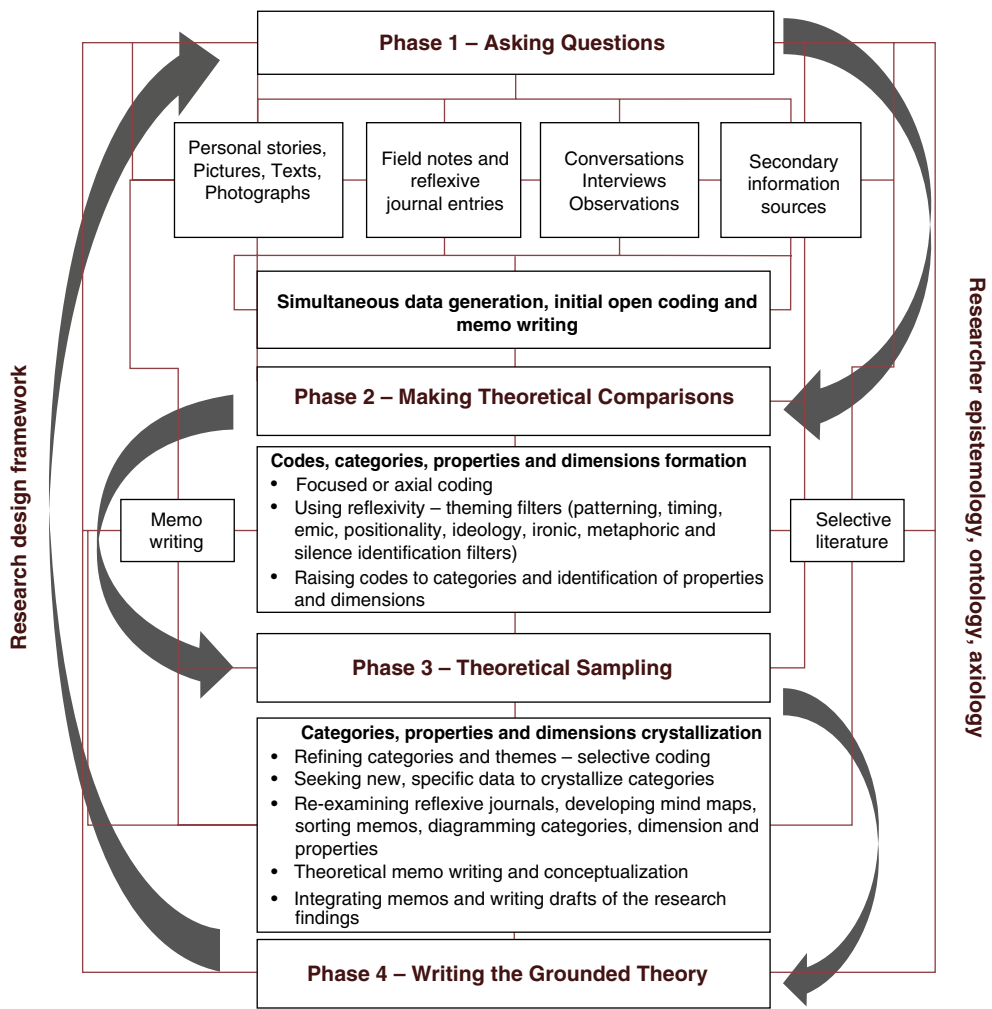 Phase 1 – Asking Questions
Personal stories,
Pictures, Texts,
Photographs
Field notes and
reflexive
journal entries
Conversations
Interviews
Observations
Secondary
information
sources
Simultaneous data generation, initial open coding and
memo writing
Phase 2 – Making Theoretical Comparisons
Codes, categories, properties and dimensions formation
• Focused or axial coding
• Using reflexivity – theming filters (patterning, timing,
emic, positionality, ideology, ironic, metaphoric and
silence identification filters)
• Raising codes to categories and identification of properties
and dimensions
Memo
writing
Selective
literature
Phase 3 – Theoretical Sampling
Categories, properties and dimensions crystallization
• Refining categories and themes – selective coding
• Seeking new, specific data to crystallize categories
• Re-examining reflexive journals, developing mind maps,
sorting memos, diagramming categories, dimension and
properties
• Theoretical memo writing and conceptualization
• Integrating memos and writing drafts of the research
findings
Phase 4 – Writing the Grounded Theory
Research design framework
Researcher epistemology, ontology, axiology